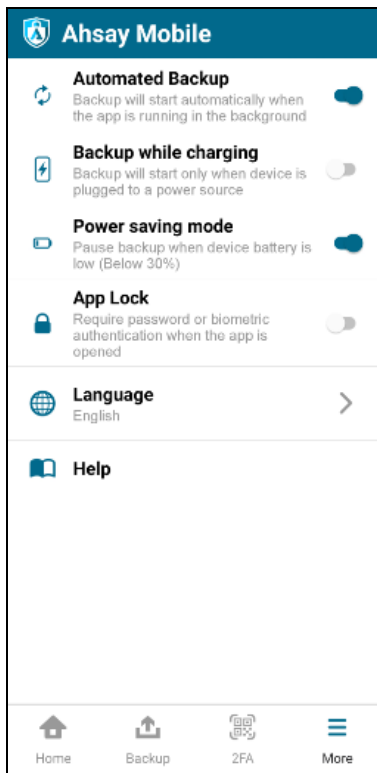 Ahsay Mobile
Automated Backup
Backup will start automatically when
the app is running in the background
Backup while charging
Backup will start only when device is
plugged to a power source
Power saving mode
Pause backup when device battery is
low (Below 30%)
App Lock
Require password or biometric
authentication when the app is
opened
Language
English
Help
Home Backup 2FA More